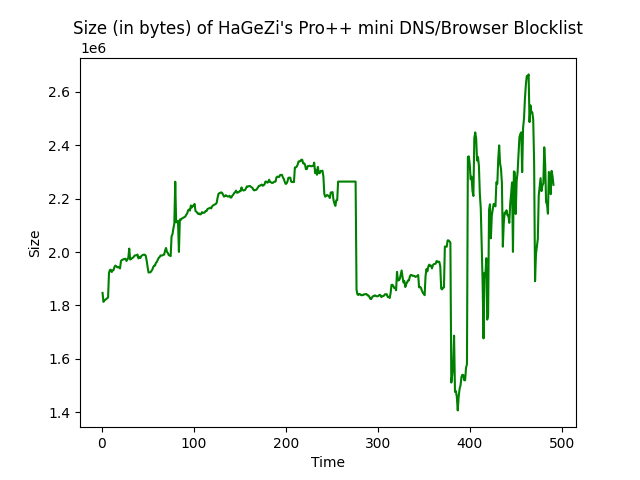 Size (in bytes) of HaGeZi's Pro++ mini DNS/Browser Blocklist
1e6
2.6
2.4
2.2
2.0
1.8
1.6
1.4
Size
0 100 200 300 400 500
Time